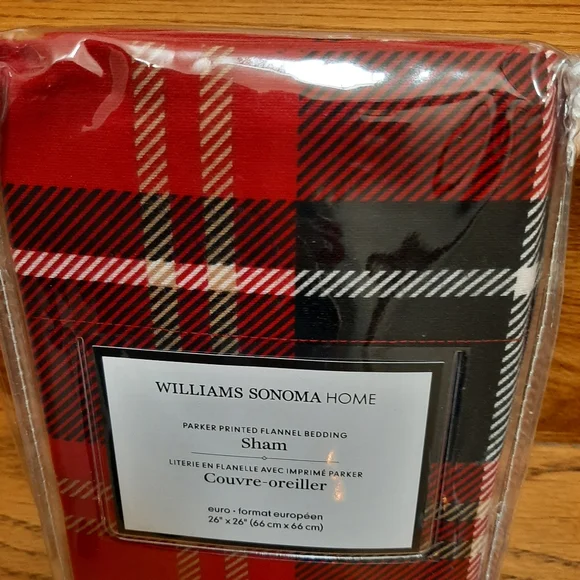 WILLIAMS SONOMA HOME
PARKER PRINTED FLANNEL BEDDING
Sham
LITERIE EN FLANELLE AVEC IMPRIMÉ PARKER
Couvre-oreiller
euro - format européen
26" x 26" (66 cm x 66 cm)